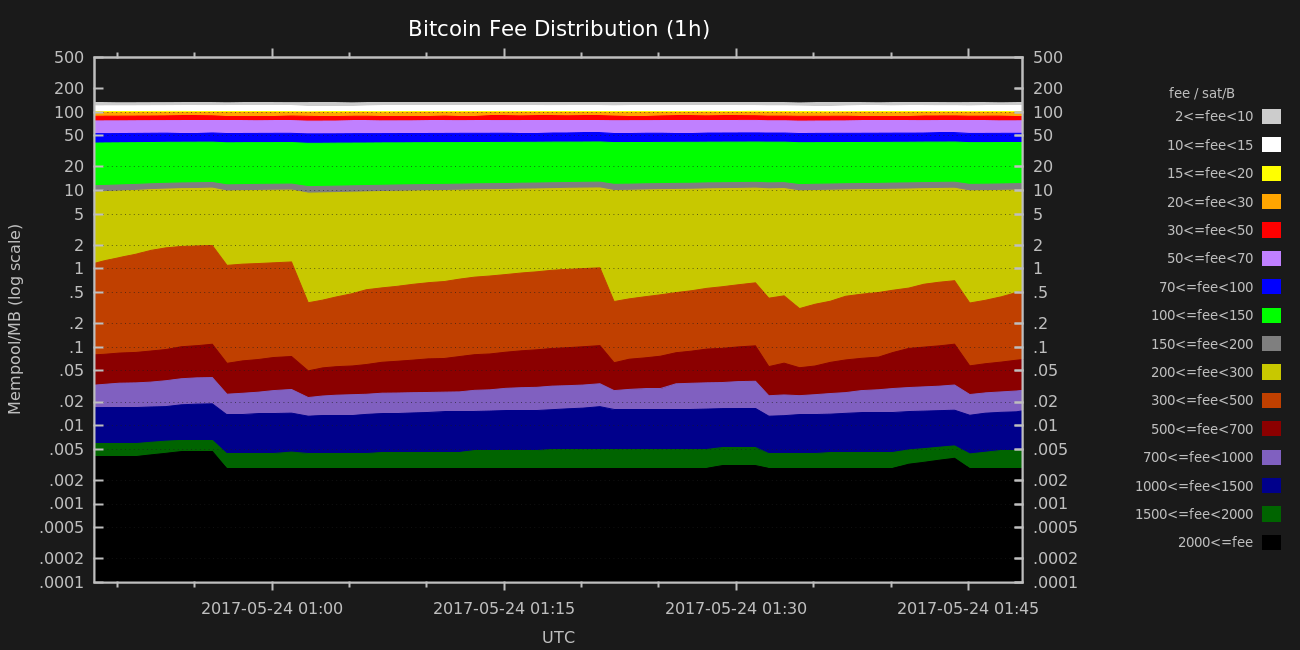 Bitcoin Fee Distribution (1h)
500 500
200 200
100 100
50 50
20 20
10 10
5 5
2 2
1 1
.5 .5
.2 .2
.1 .1
.05 .05
.02 .02
.01 .01
.005 .005
.002 .002
.001 .001
.0005 .0005
.0002 .0002
.0001 .0001
Mempool/MB (log scale)
2017-05-24 01:00 2017-05-24 01:15 2017-05-24 01:30 2017-05-24 01:45
UTC
fee / sat/B
2<=fee<10
10<=fee<15
15<=fee<20
20<=fee<30
30<=fee<50
50<=fee<70
70<=fee<100
100<=fee<150
150<=fee<200
200<=fee<300
300<=fee<500
500<=fee<700
700<=fee<1000
1000<=fee<1500
1500<=fee<2000
2000<=fee